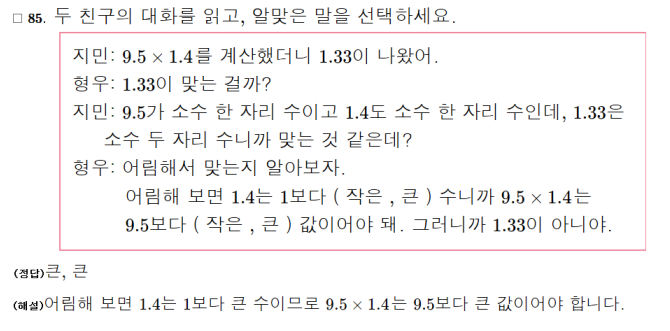 □ 85. 두 친구의 대화를 읽고, 알맞은 말을 선택하세요.
지민: 9.5 × 1.4를 계산했더니 1.33이 나왔어.
형우: 1.33이 맞는 걸까?
지민: 9.5가 소수 한 자리 수이고 1.4도 소수 한 자리 수인데, 1.33은
소수 두 자리 수니까 맞는 것 같은데?
형우: 어림해서 맞는지 알아보자.
어림해 보면 1.4는 1보다 ( 작은 , 큰 ) 수니까 9.5 × 1.4는
9.5보다 ( 작은 , 큰 ) 값이어야 돼. 그러니까 1.33이 아니야.
(정답)큰, 큰
(해설)어림해 보면 1.4는 1보다 큰 수이므로 9.5 × 1.4는 9.5보다 큰 값이어야 합니다.